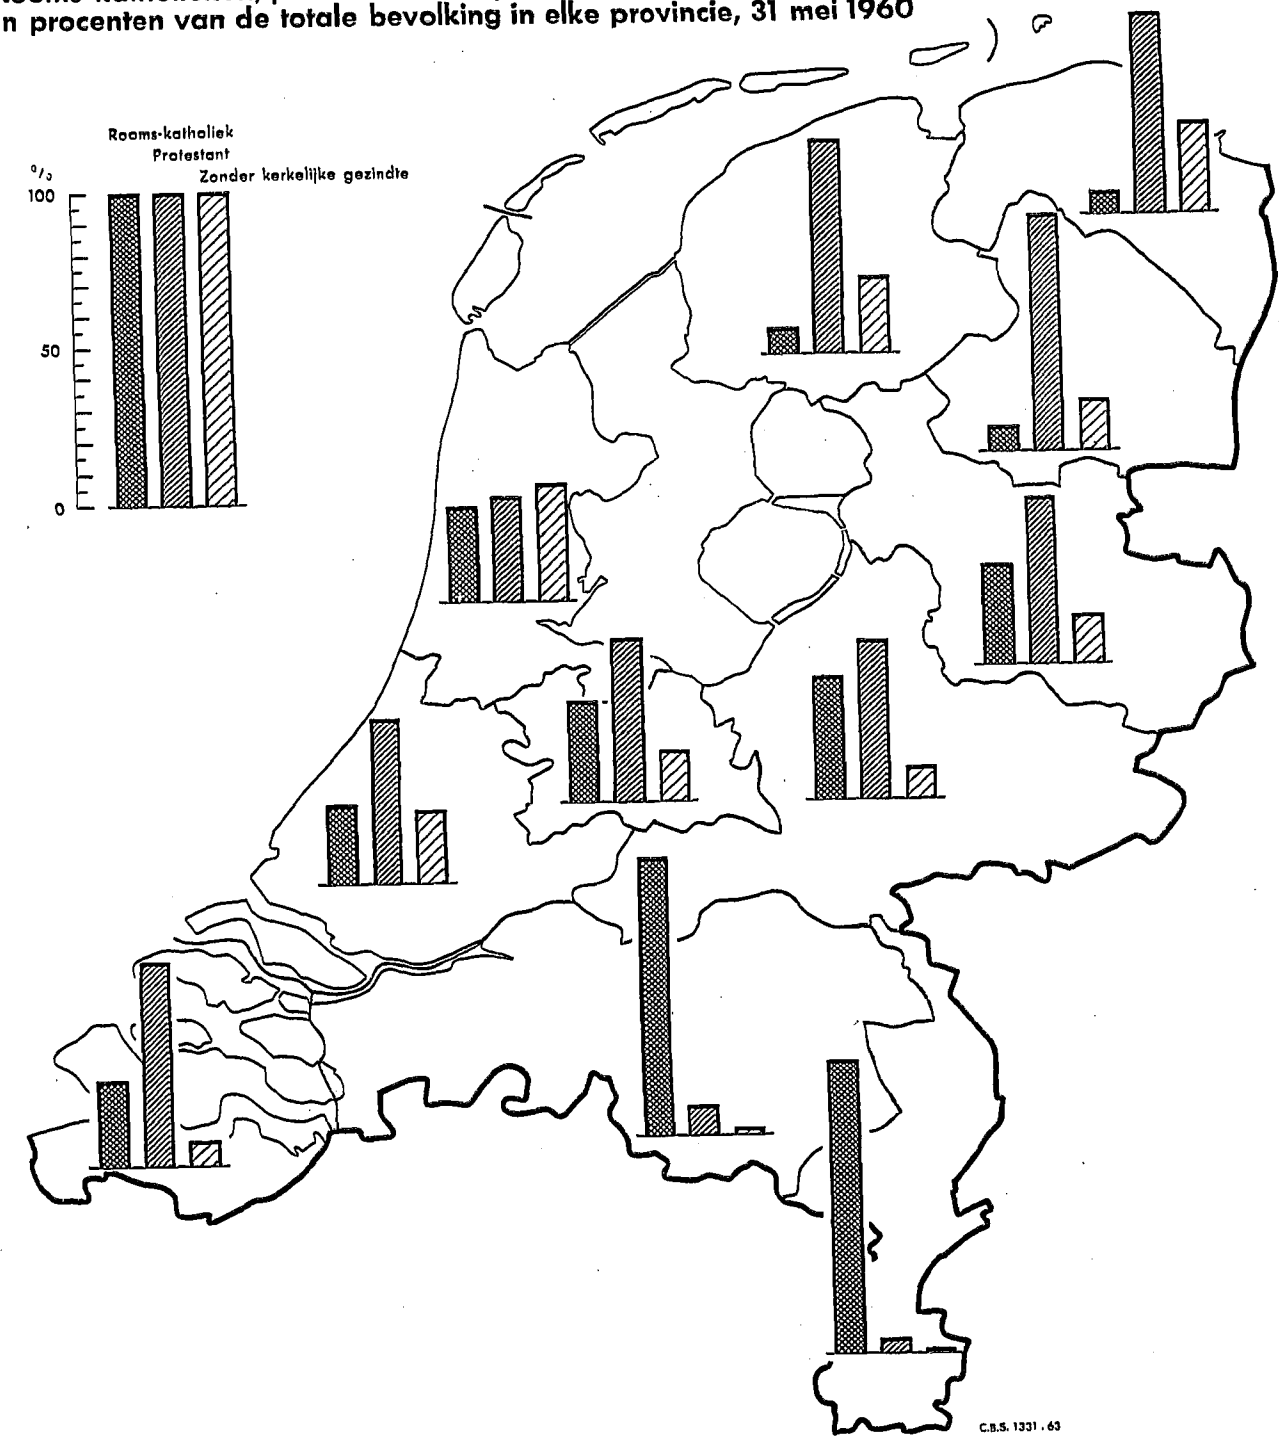 n procenten van de totale bevolking in elke provincie, 31 mei 1960
Rooms-katholiek
Protestant
Zonder kerkelijke gezindte
%
100
50
0
C.B.S. 1331.63